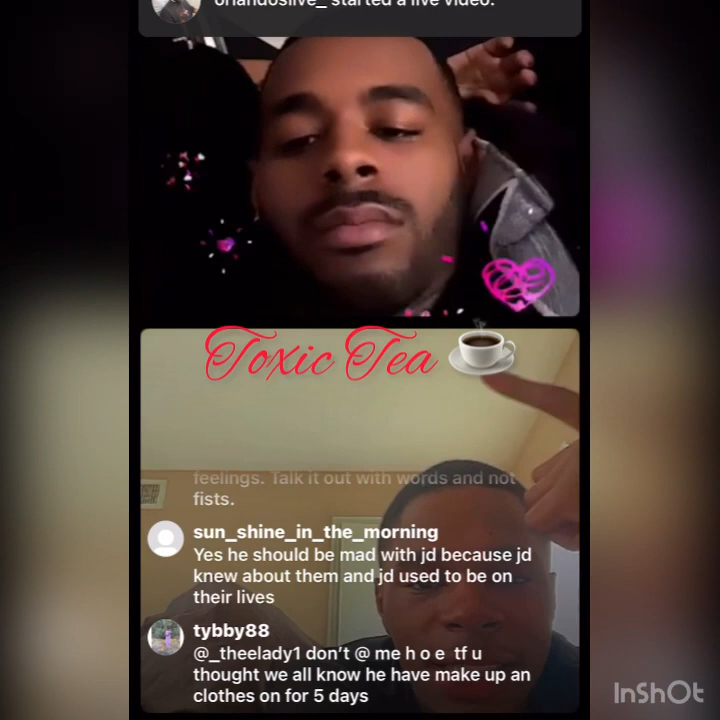 orlandoslive_ started a live video.
Toxic Tea
feelings. Talk it out with words and not
fists.
sun_shine_in_the_morning
Yes he should be mad with jd because jd
knew about them and jd used to be on
their lives
tybby88
@_theelady1 don’t @ me h o e tf u
thought we all know he have make up an
clothes on for 5 days
InShOt